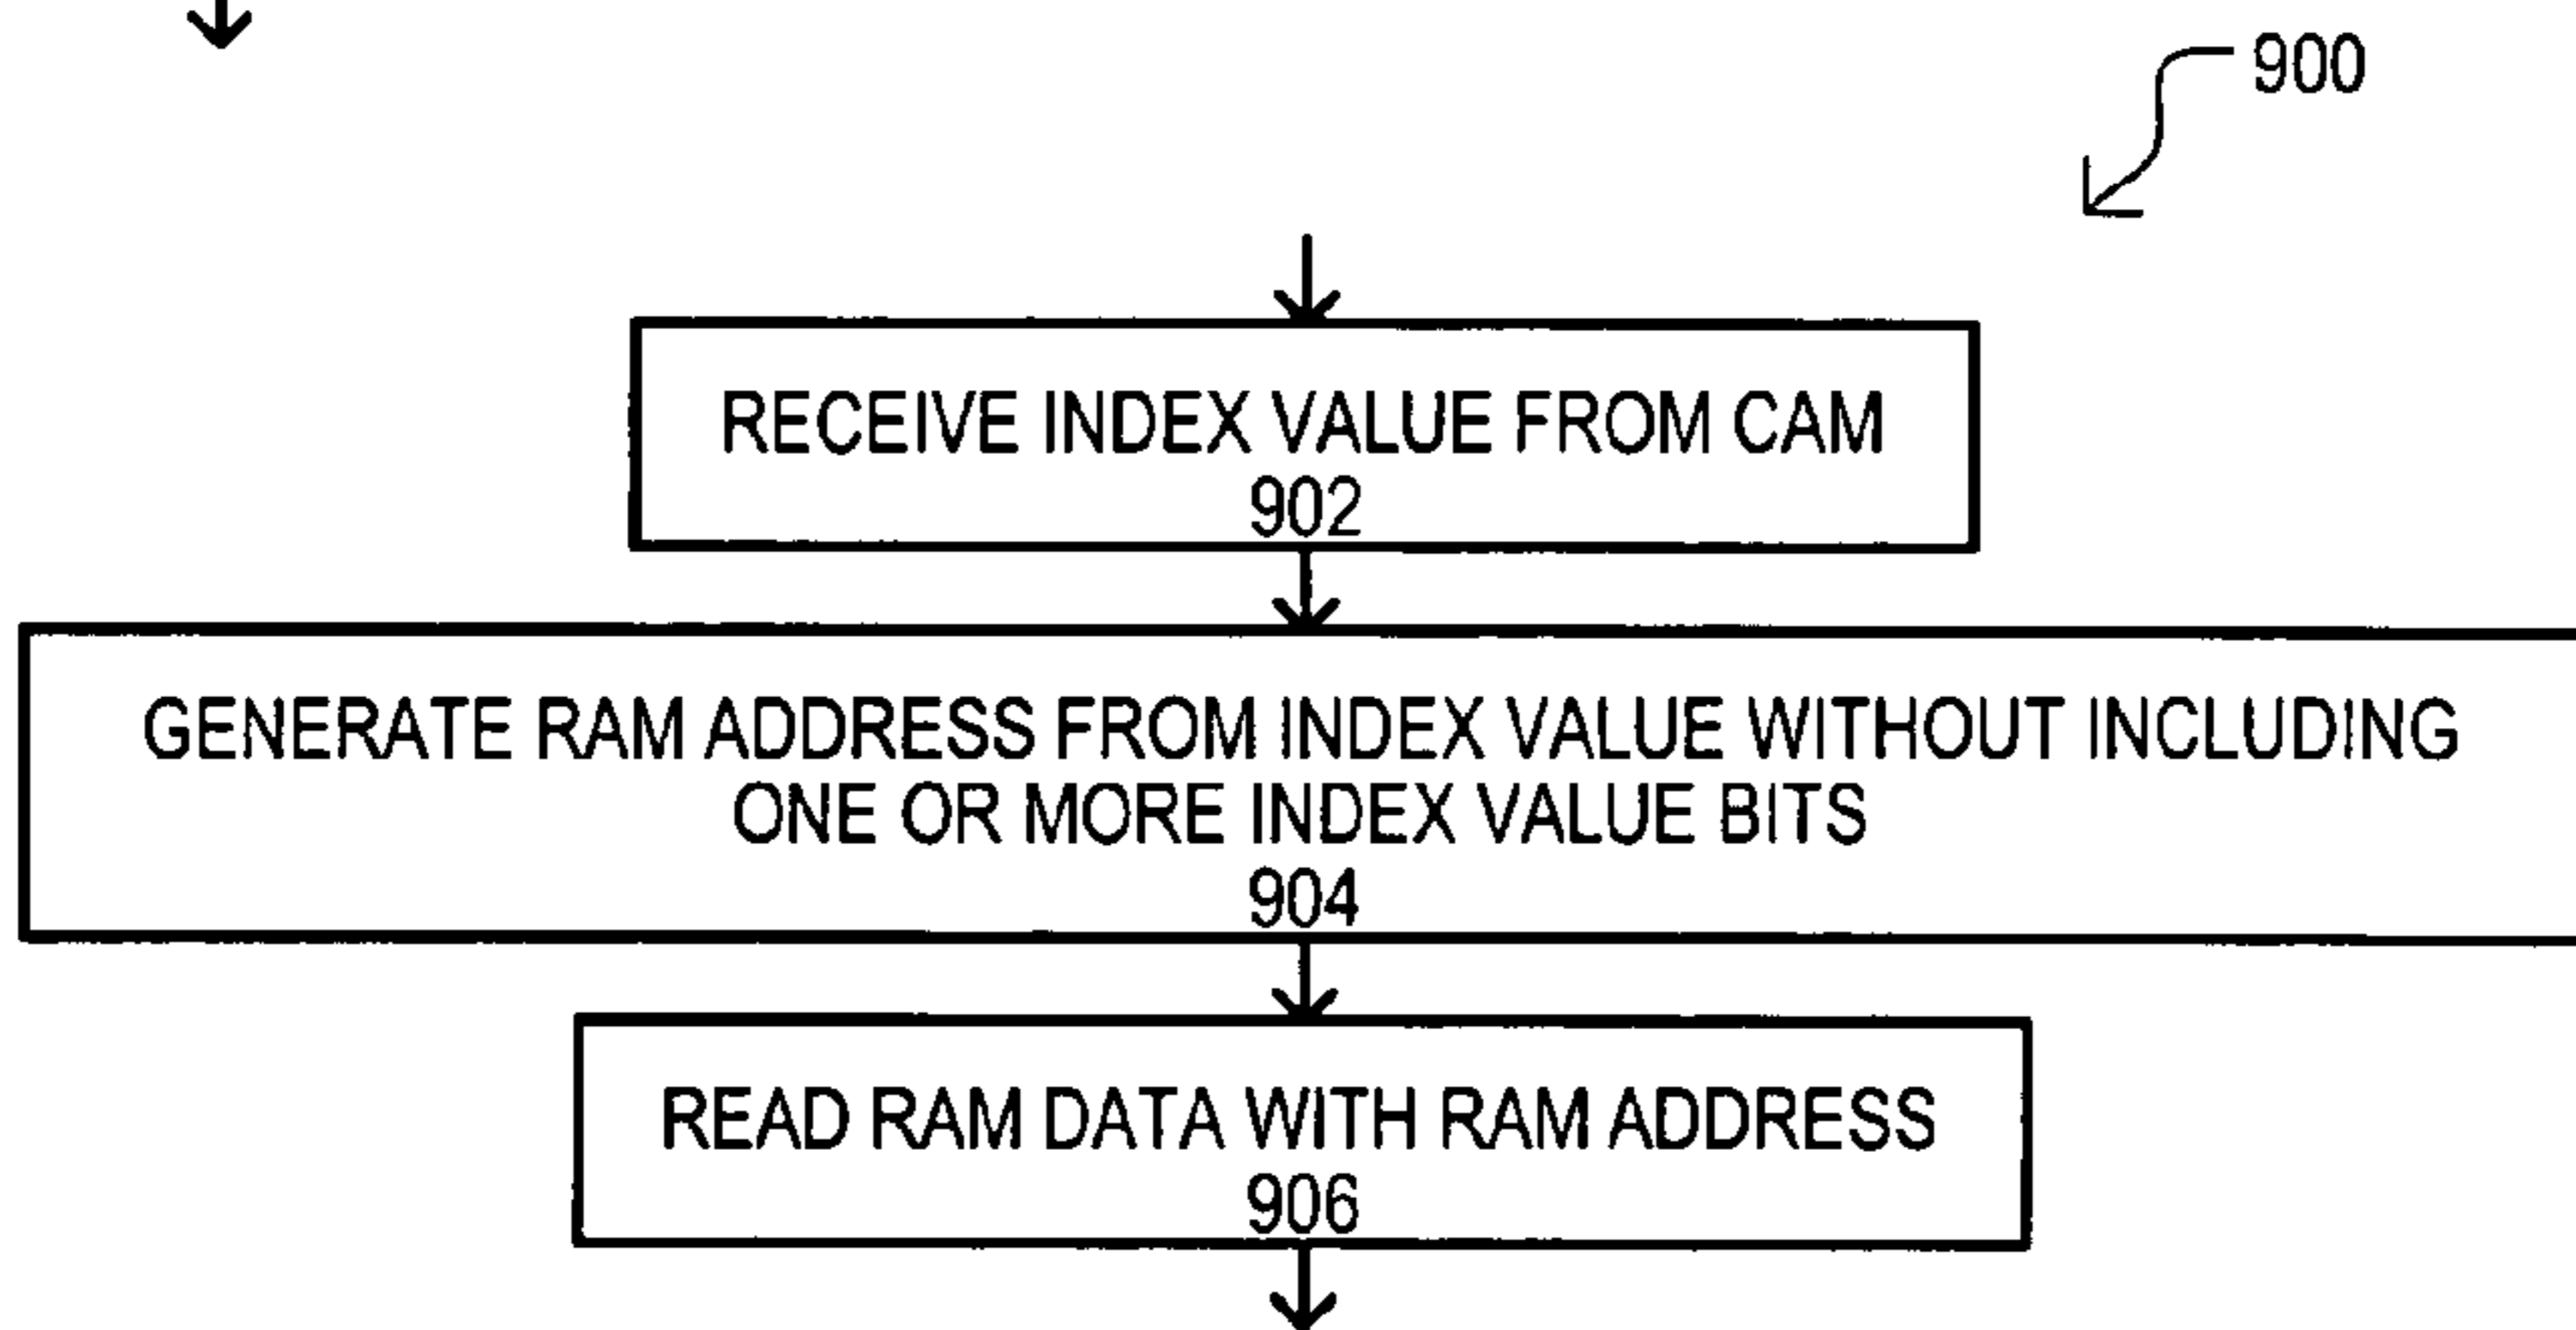 900
RECEIVE INDEX VALUE FROM CAM
902
GENERATE RAM ADDRESS FROM INDEX VALUE WITHOUT INCLUDING
ONE OR MORE INDEX VALUE BITS
904
READ RAM DATA WITH RAM ADDRESS
906